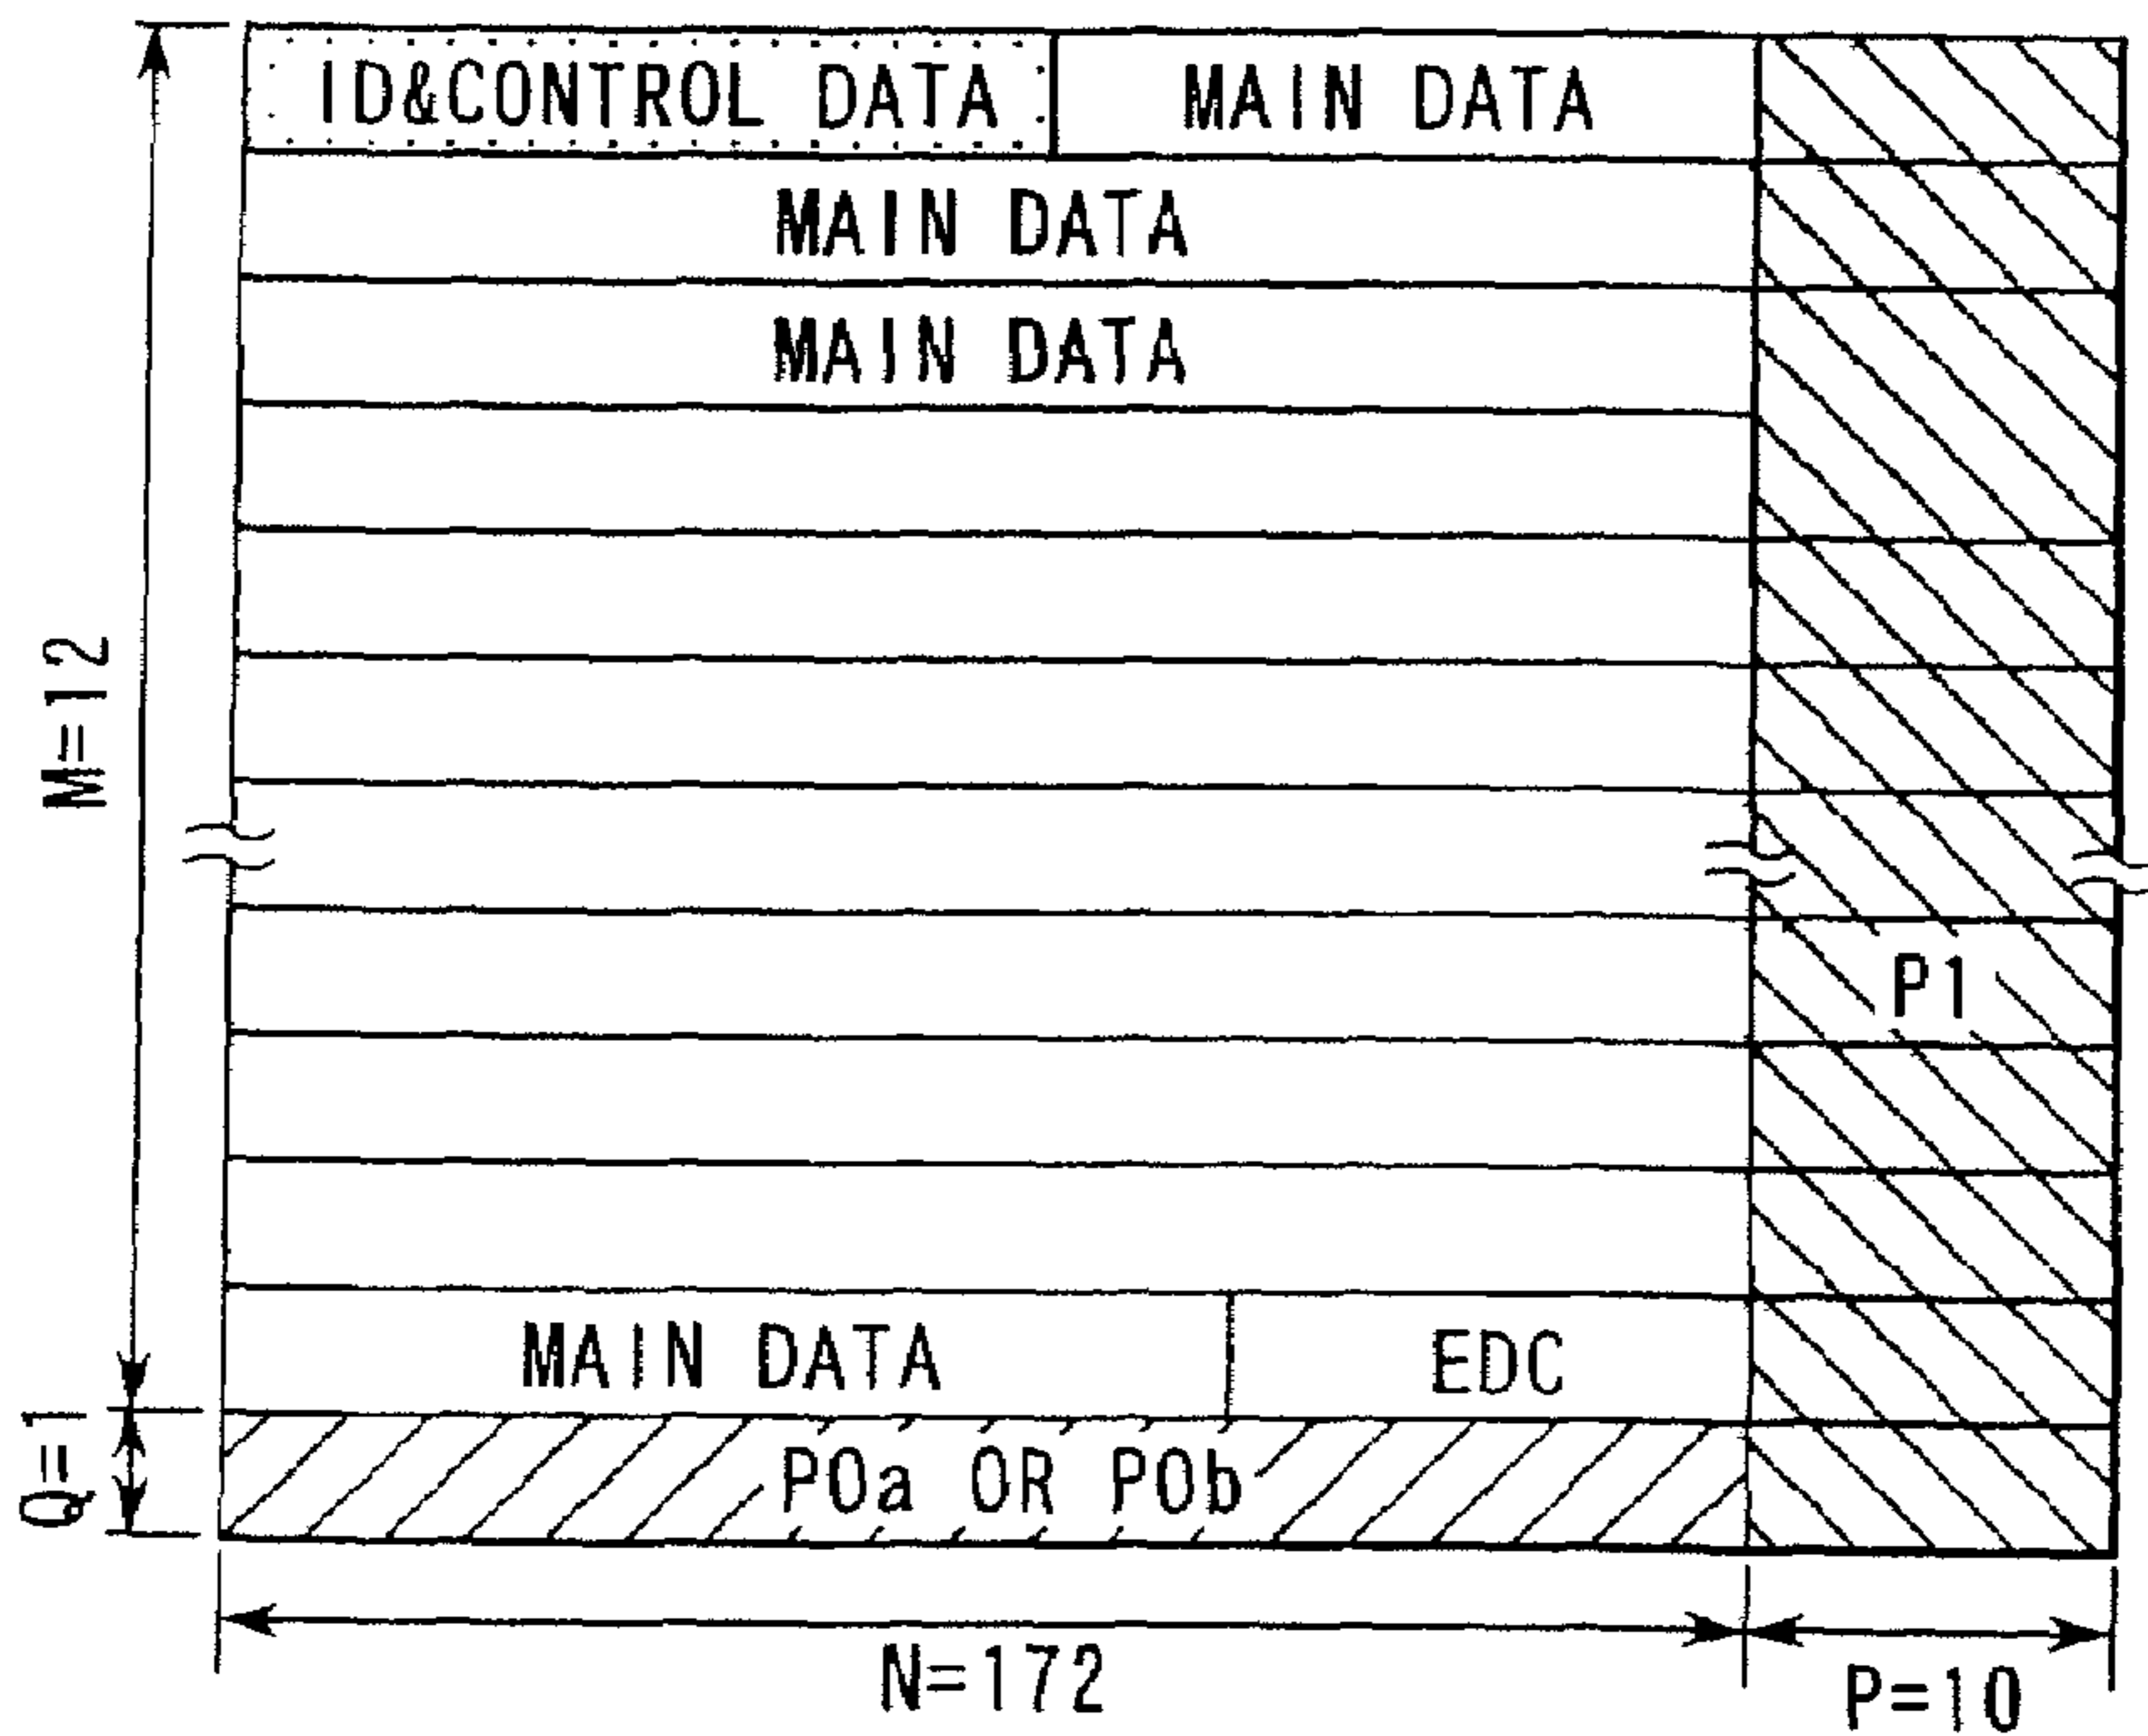 ID&CONTROL DATA MAIN DATA
MAIN DATA
MAIN DATA
M=12
P1
MAIN DATA EDC
Q=1
POa OR POb
N=172
P=10